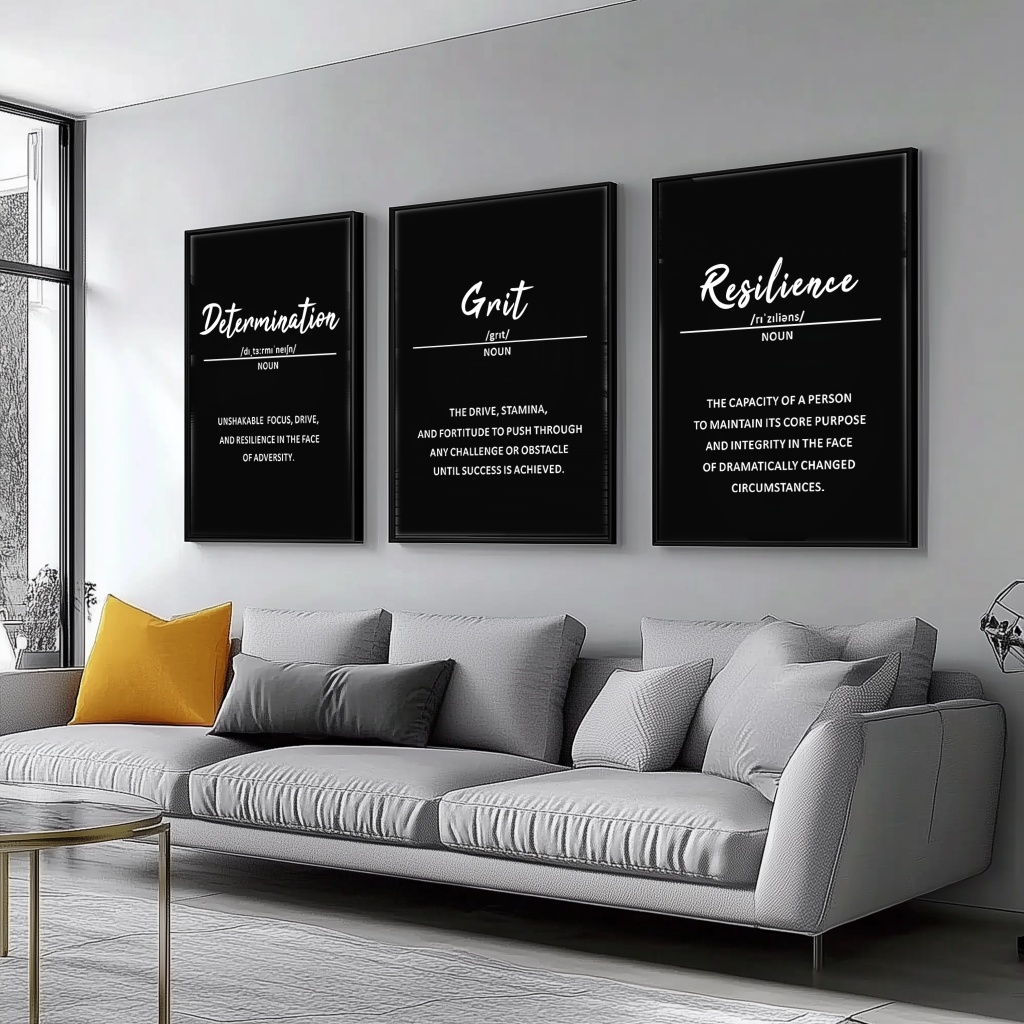 Determination
/dɪˌtɜːrmɪˈneɪʃn/
NOUN
UNSHAKABLE FOCUS, DRIVE,
AND RESILIENCE IN THE FACE
OF ADVERSITY.
Grit
/ɡrɪt/
NOUN
THE DRIVE, STAMINA,
AND FORTITUDE TO PUSH THROUGH
ANY CHALLENGE OR OBSTACLE
UNTIL SUCCESS IS ACHIEVED.
Resilience
/rɪˈzɪliəns/
NOUN
THE CAPACITY OF A PERSON
TO MAINTAIN ITS CORE PURPOSE
AND INTEGRITY IN THE FACE
OF DRAMATICALLY CHANGED
CIRCUMSTANCES.